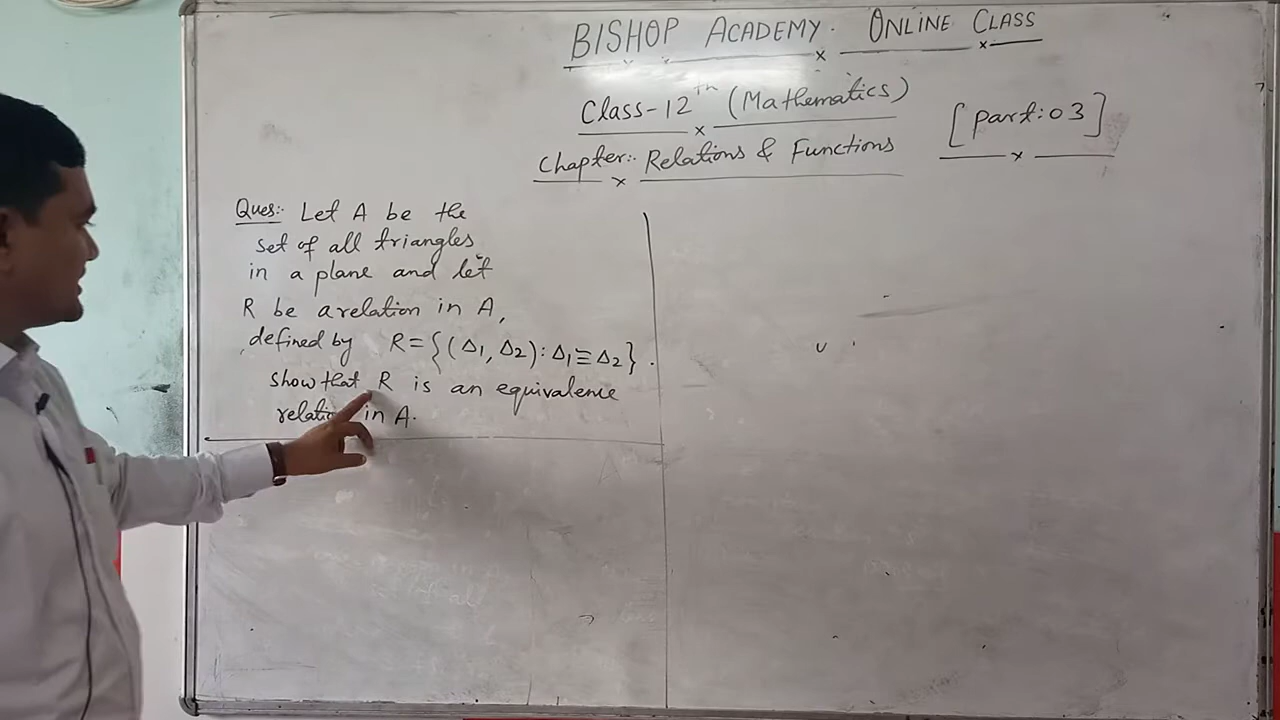 BISHOP ACADEMY. ONLINE CLASS
Class-12th (Mathematics)
[Part:03]
Chapter:- Relations & Functions
Ques:- Let A be the
set of all triangles
in a plane and let
R be a relation in A,
defined by R={(Δ1, Δ2): Δ1≡Δ2}.
show that R is an equivalence
relation in A.